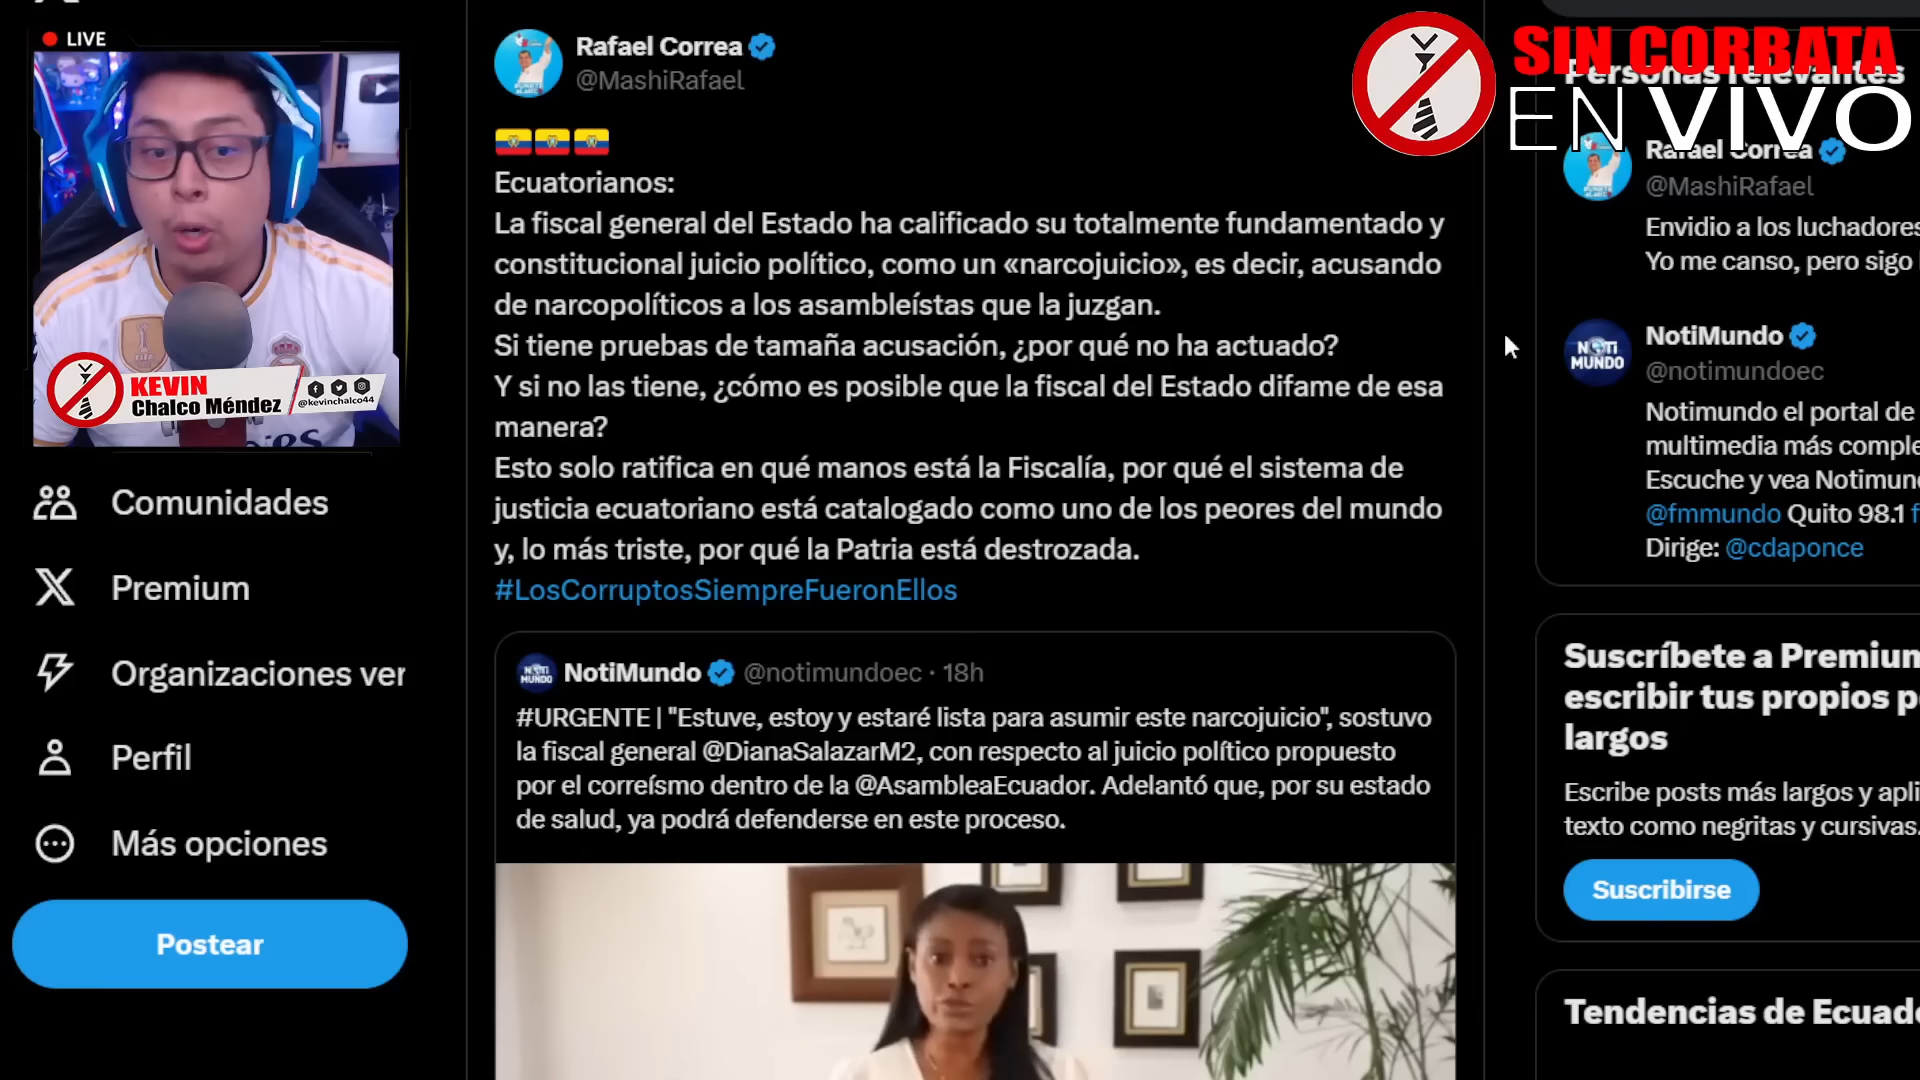 LIVE
KEVIN
Chalco Méndez
@kevinchalco44
Comunidades
Premium
Organizaciones ver
Perfil
Más opciones
Postear
Rafael Correa
@MashiRafael
Ecuatorianos:
La fiscal general del Estado ha calificado su totalmente fundamentado y
constitucional juicio político, como un «narcojuicio», es decir, acusando
de narcopolíticos a los asambleístas que la juzgan.
Si tiene pruebas de tamaña acusación, ¿por qué no ha actuado?
Y si no las tiene, ¿cómo es posible que la fiscal del Estado difame de esa
manera?
Esto solo ratifica en qué manos está la Fiscalía, por qué el sistema de
justicia ecuatoriano está catalogado como uno de los peores del mundo
y, lo más triste, por qué la Patria está destrozada.
#LosCorruptosSiempreFueronEllos
NOTI MUNDO
NotiMundo @notimundoec · 18h
#URGENTE | "Estuve, estoy y estaré lista para asumir este narcojuicio", sostuvo
la fiscal general @DianaSalazarM2, con respecto al juicio político propuesto
por el correísmo dentro de la @AsambleaEcuador. Adelantó que, por su estado
de salud, ya podrá defenderse en este proceso.
SIN CORBATA
EN VIVO
Personas relevantes
Rafael Correa
@MashiRafael
Envidio a los luchadores
Yo me canso, pero sigo
NOTI
MUNDO
NotiMundo
@notimundoec
Notimundo el portal de
multimedia más comple
Escuche y vea Notimun
@fmmundo Quito 98.1 f
Dirige: @cdaponce
Suscríbete a Premium
escribir tus propios p
largos
Escribe posts más largos y apli
texto como negritas y cursivas.
Suscribirse
Tendencias de Ecuad